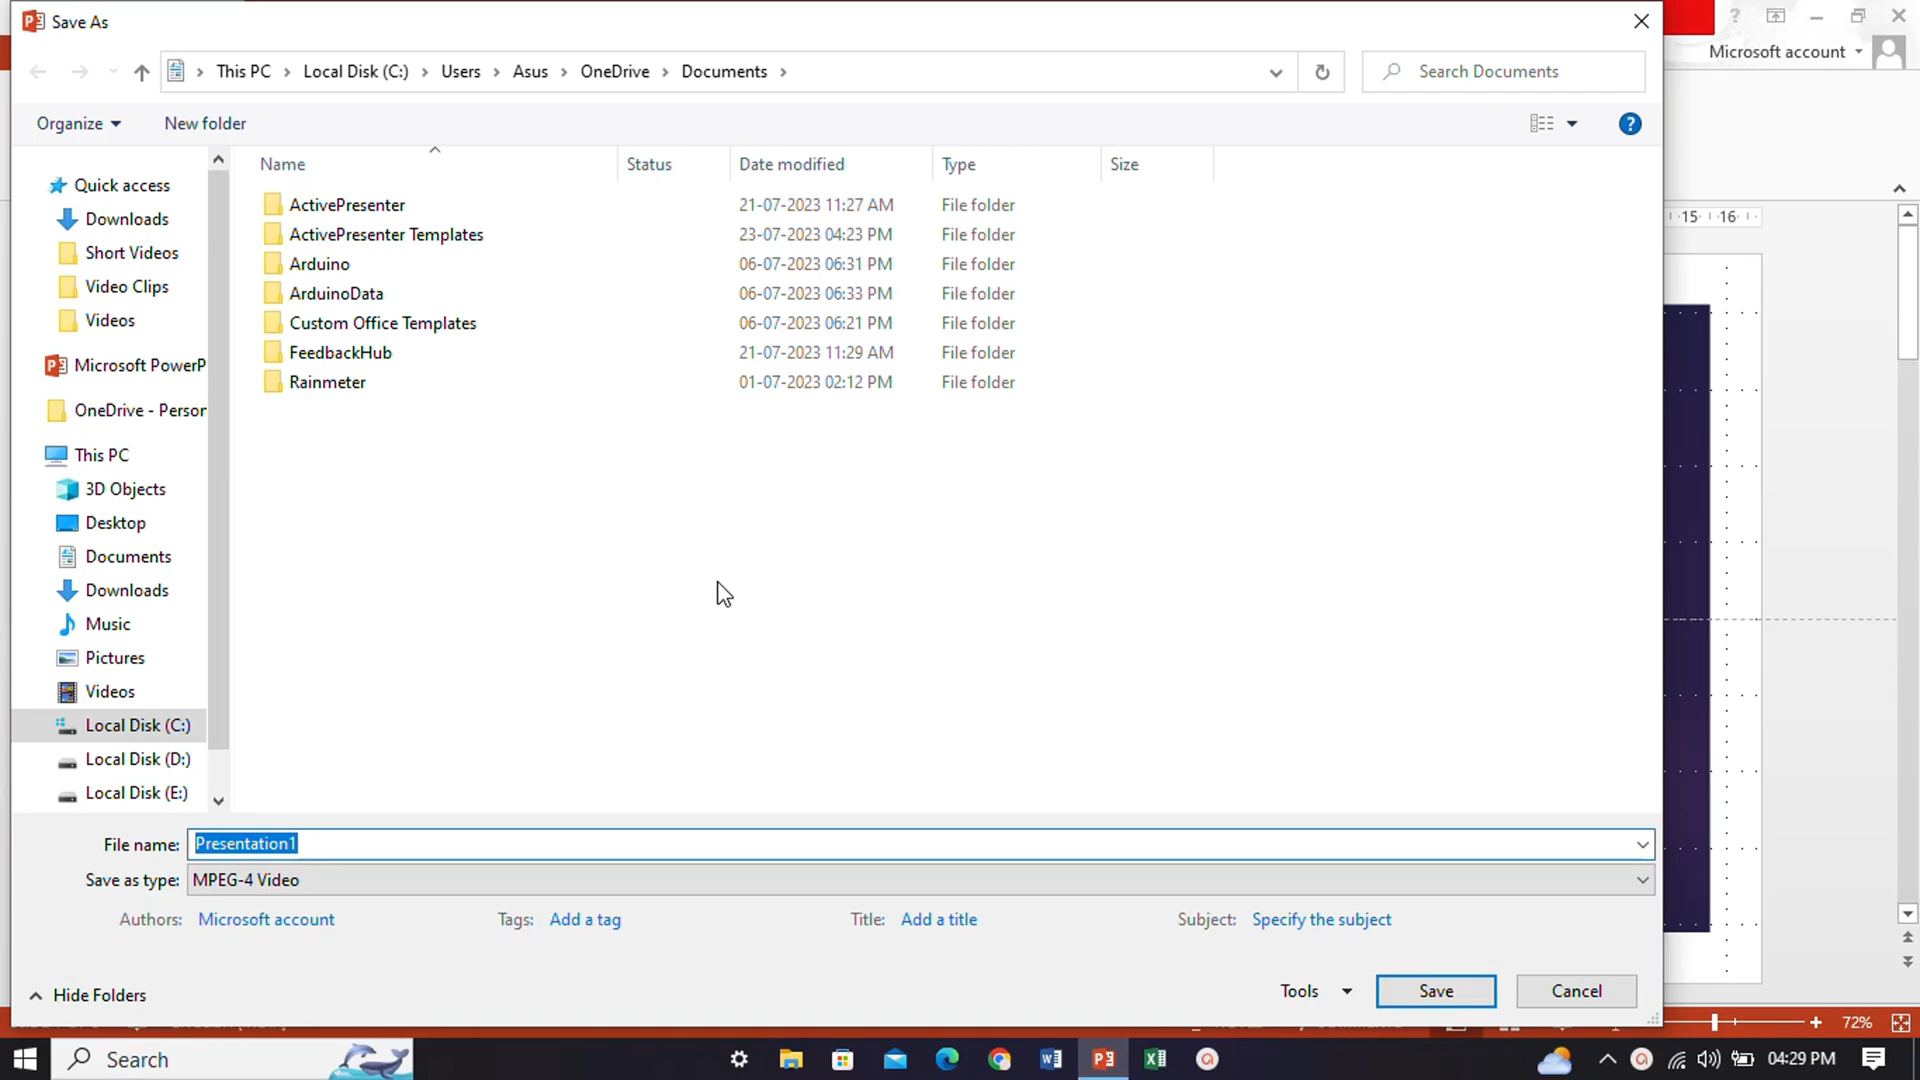 Save As
?
Microsoft account
This PC > Local Disk (C:) > Users > Asus > OneDrive > Documents >
Search Documents
Organize
New folder
?
Name
Status
Date modified
Type
Size
Quick access
Downloads
Short Videos
Video Clips
Videos
Microsoft PowerP
OneDrive - Person
This PC
3D Objects
Desktop
Documents
Downloads
Music
Pictures
Videos
Local Disk (C:)
Local Disk (D:)
Local Disk (E:)
ActivePresenter 21-07-2023 11:27 AM File folder
ActivePresenter Templates 23-07-2023 04:23 PM File folder
Arduino 06-07-2023 06:31 PM File folder
ArduinoData 06-07-2023 06:33 PM File folder
Custom Office Templates 06-07-2023 06:21 PM File folder
FeedbackHub 21-07-2023 11:29 AM File folder
Rainmeter 01-07-2023 02:12 PM File folder
15 16
File name: Presentation1
Save as type: MPEG-4 Video
Authors: Microsoft account
Tags: Add a tag
Title: Add a title
Subject: Specify the subject
Hide Folders
Tools
Save
Cancel
72%
Search
04:29 PM